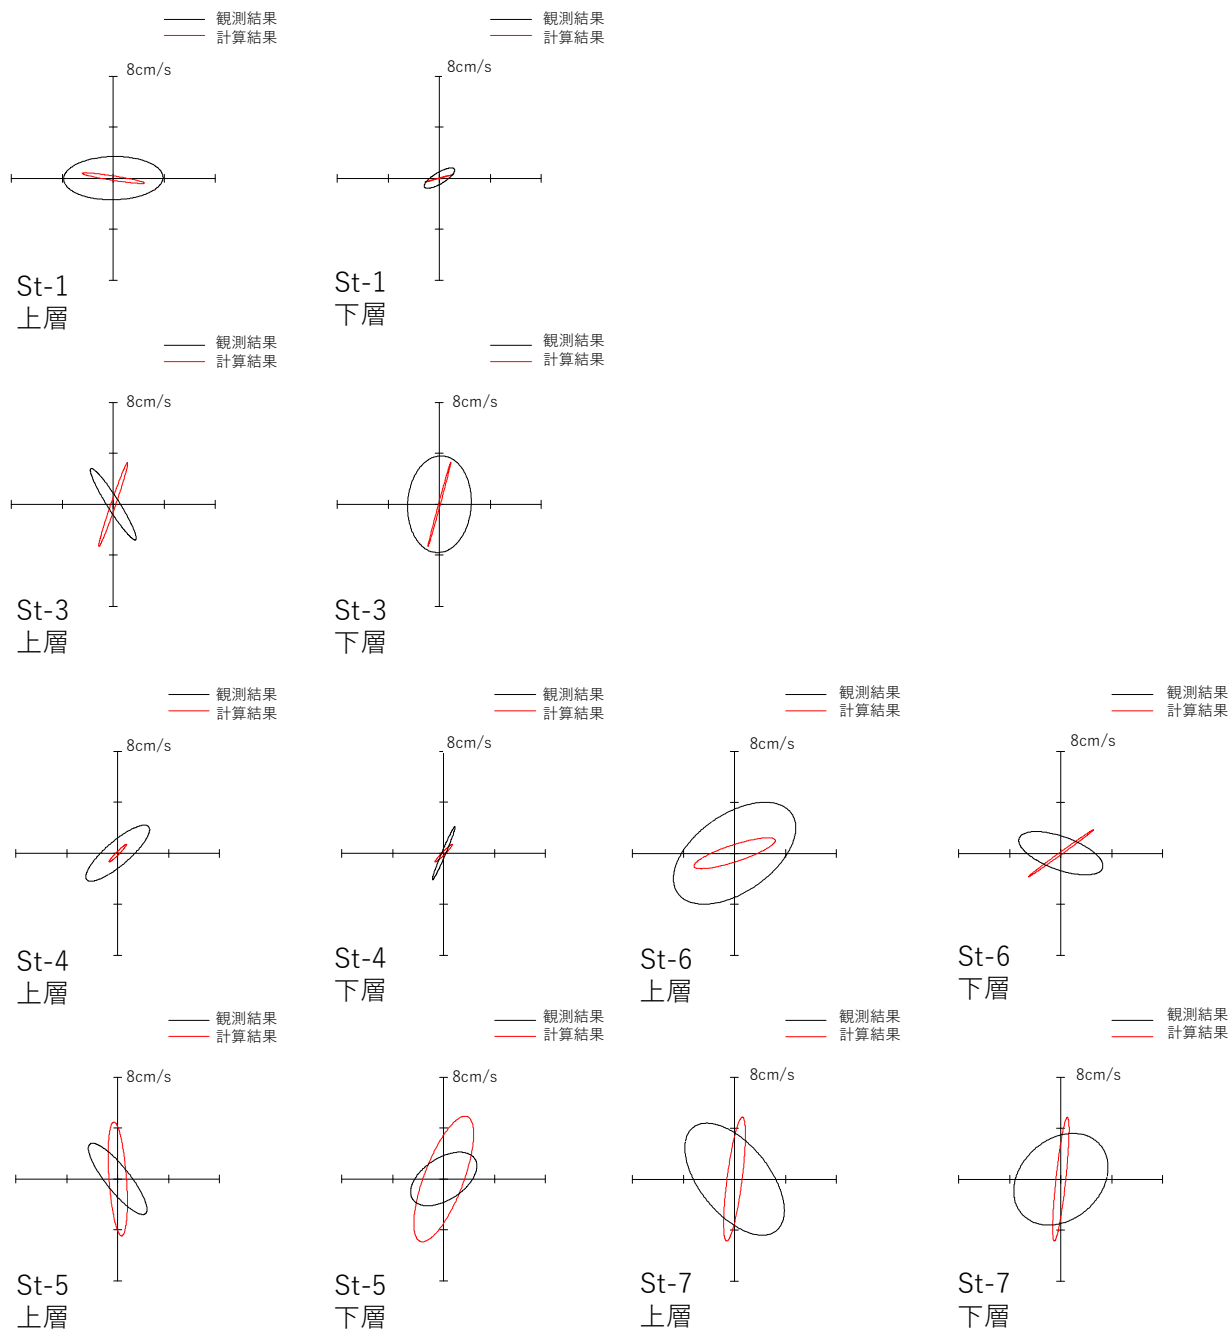 観測結果
計算結果
8cm/s
St-1
上層
観測結果
計算結果
8cm/s
St-1
下層
観測結果
計算結果
8cm/s
St-3
上層
観測結果
計算結果
8cm/s
St-3
下層
観測結果
計算結果
8cm/s
St-4
上層
観測結果
計算結果
8cm/s
St-4
下層
観測結果
計算結果
8cm/s
St-6
上層
観測結果
計算結果
8cm/s
St-6
下層
観測結果
計算結果
8cm/s
St-5
上層
観測結果
計算結果
8cm/s
St-5
下層
観測結果
計算結果
8cm/s
St-7
上層
観測結果
計算結果
8cm/s
St-7
下層